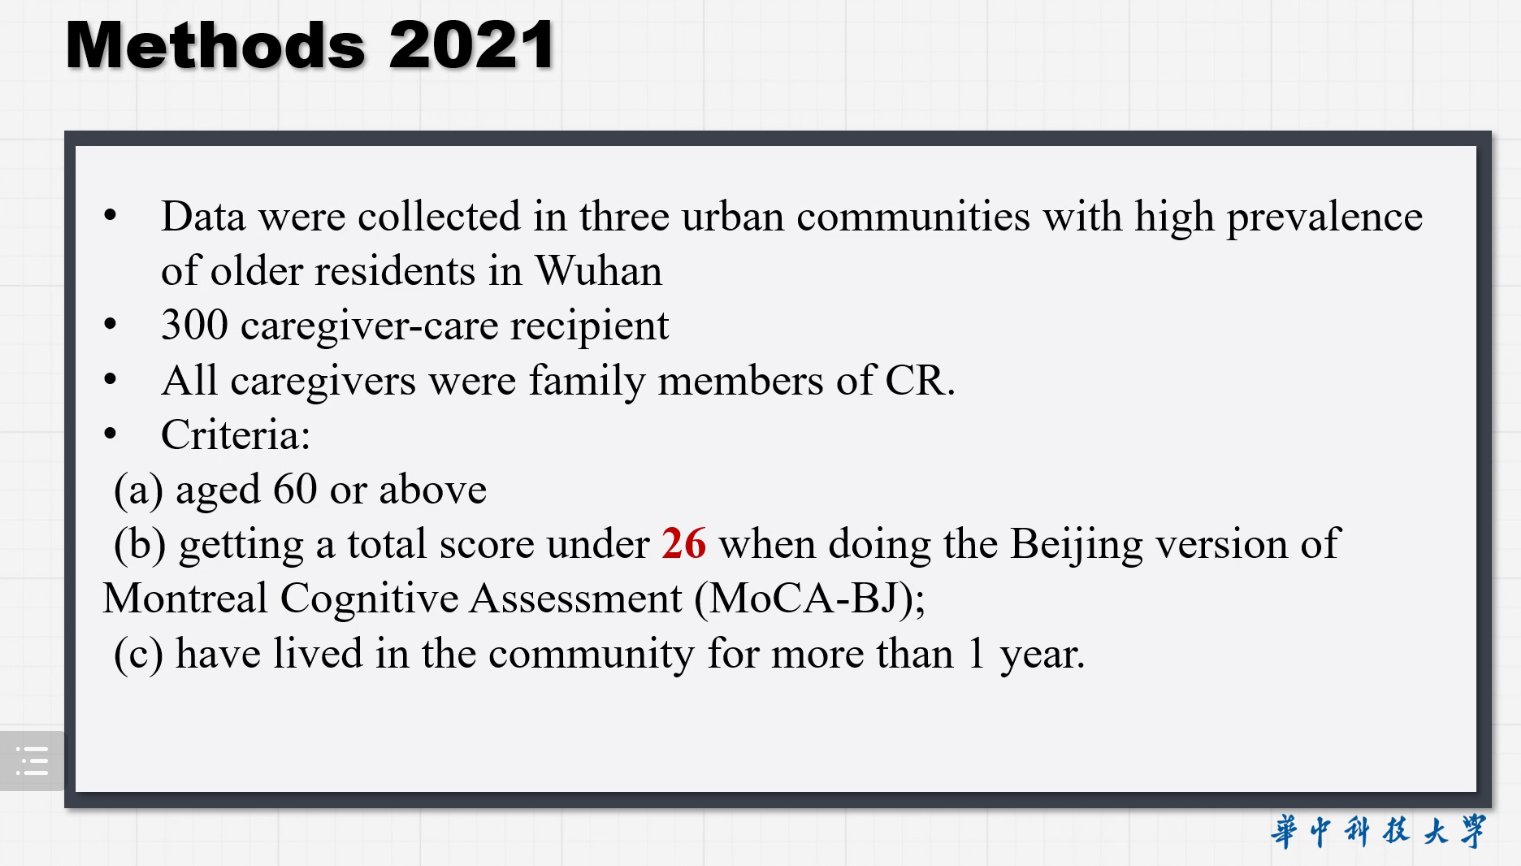 Methods 2021
• Data were collected in three urban communities with high prevalence
of older residents in Wuhan
• 300 caregiver-care recipient
• All caregivers were family members of CR.
• Criteria:
(a) aged 60 or above
(b) getting a total score under 26 when doing the Beijing version of
Montreal Cognitive Assessment (MoCA-BJ);
(c) have lived in the community for more than 1 year.
華中科技大學